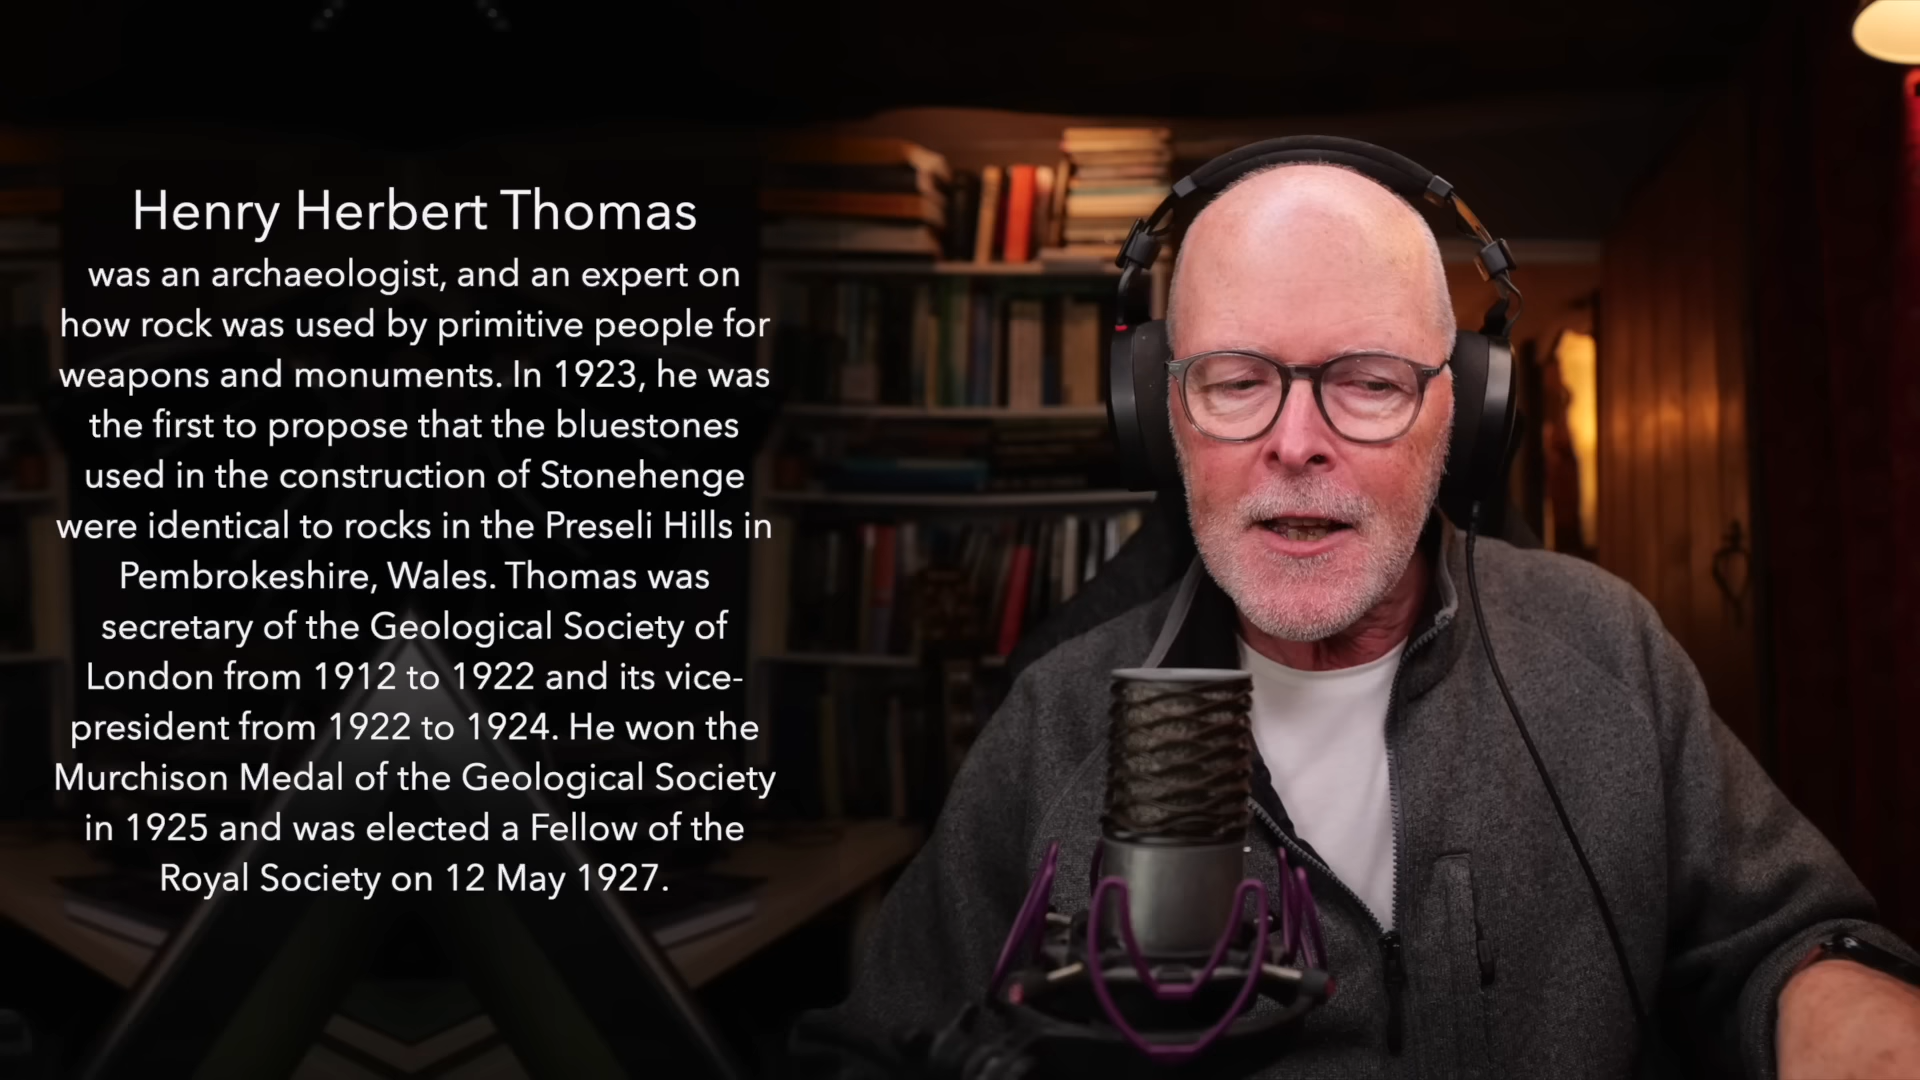 Henry Herbert Thomas
was an archaeologist, and an expert on
how rock was used by primitive people for
weapons and monuments. In 1923, he was
the first to propose that the bluestones
used in the construction of Stonehenge
were identical to rocks in the Preseli Hills in
Pembrokeshire, Wales. Thomas was
secretary of the Geological Society of
London from 1912 to 1922 and its vice-
president from 1922 to 1924. He won the
Murchison Medal of the Geological Society
in 1925 and was elected a Fellow of the
Royal Society on 12 May 1927.